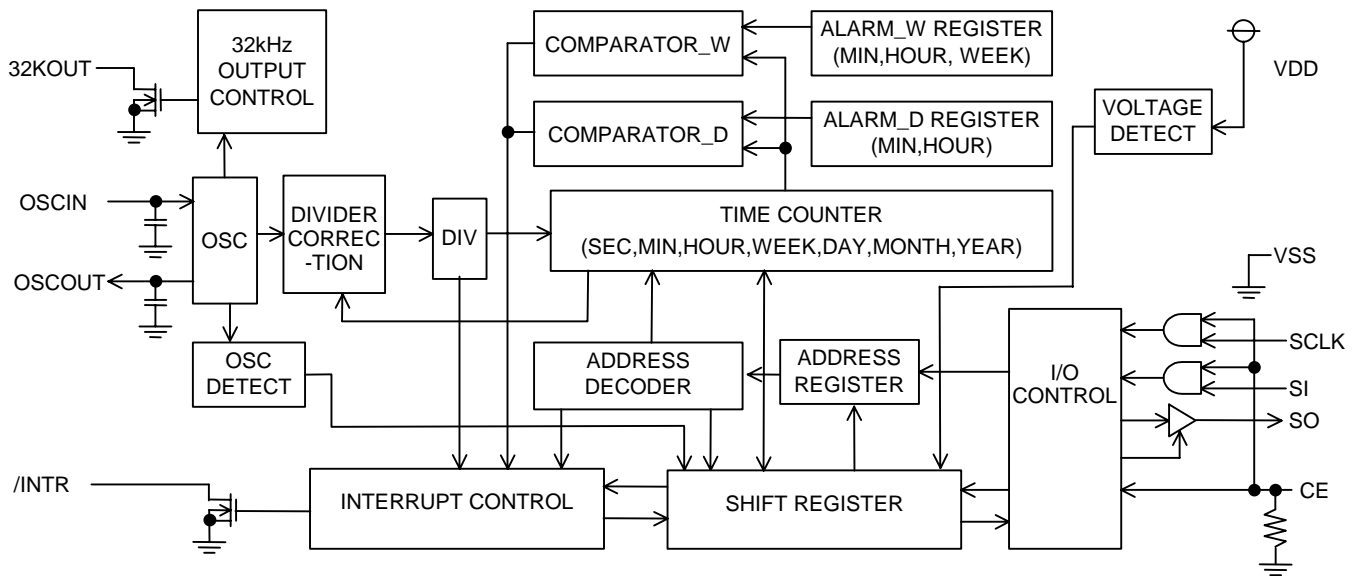 32kHz
OUTPUT
CONTROL
32KOUT
COMPARATOR_W
ALARM_W REGISTER
(MIN,HOUR, WEEK)
VDD
VOLTAGE
DETECT
COMPARATOR_D
ALARM_D REGISTER
(MIN,HOUR)
OSCIN
OSC
DIVIDER
CORREC
-TION
DIV
TIME COUNTER
(SEC,MIN,HOUR,WEEK,DAY,MONTH,YEAR)
OSCOUT
VSS
OSC
DETECT
ADDRESS
DECODER
ADDRESS
REGISTER
I/O
CONTROL
SCLK
SI
SO
/INTR
INTERRUPT CONTROL
SHIFT REGISTER
CE